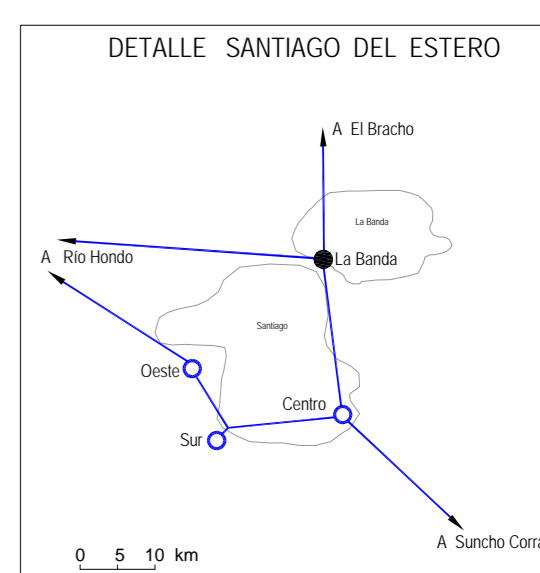 DETALLE SANTIAGO DEL ESTERO
A El Bracho
La Banda
La Banda
A Río Hondo
Santiago
Oeste
Centro
Sur
A Suncho Corra
0 5 10 km